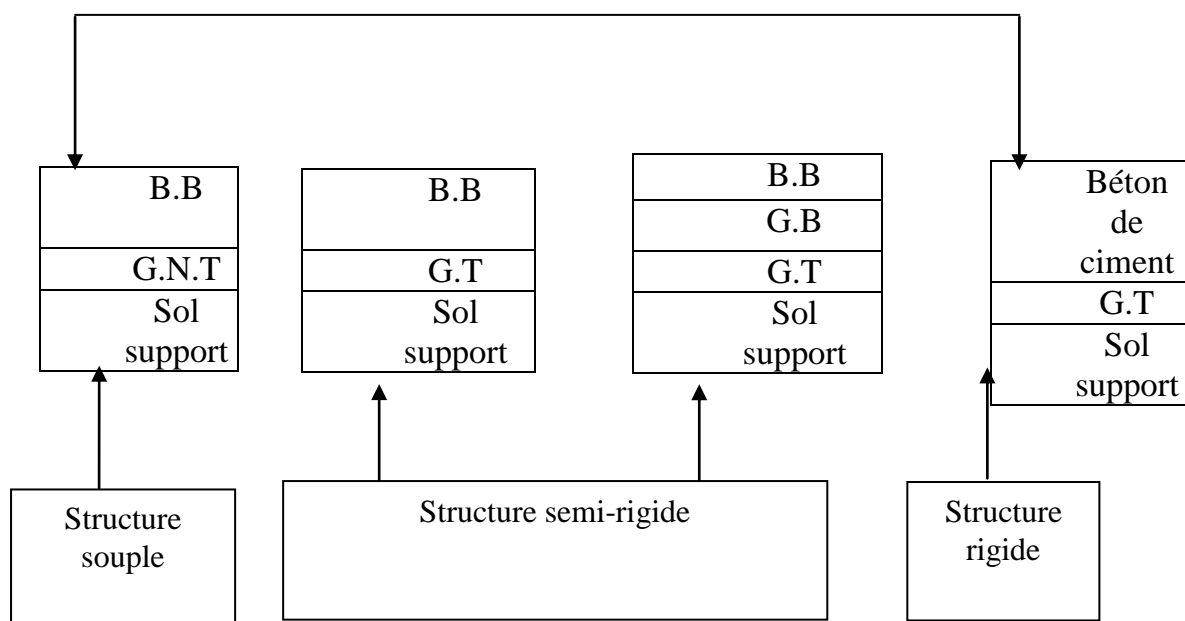 B.B
G.N.T
Sol
support
B.B
G.T
Sol
support
B.B
G.B
G.T
Sol
support
Béton
de
ciment
G.T
Sol
support
Structure
souple
Structure semi-rigide
Structure
rigide